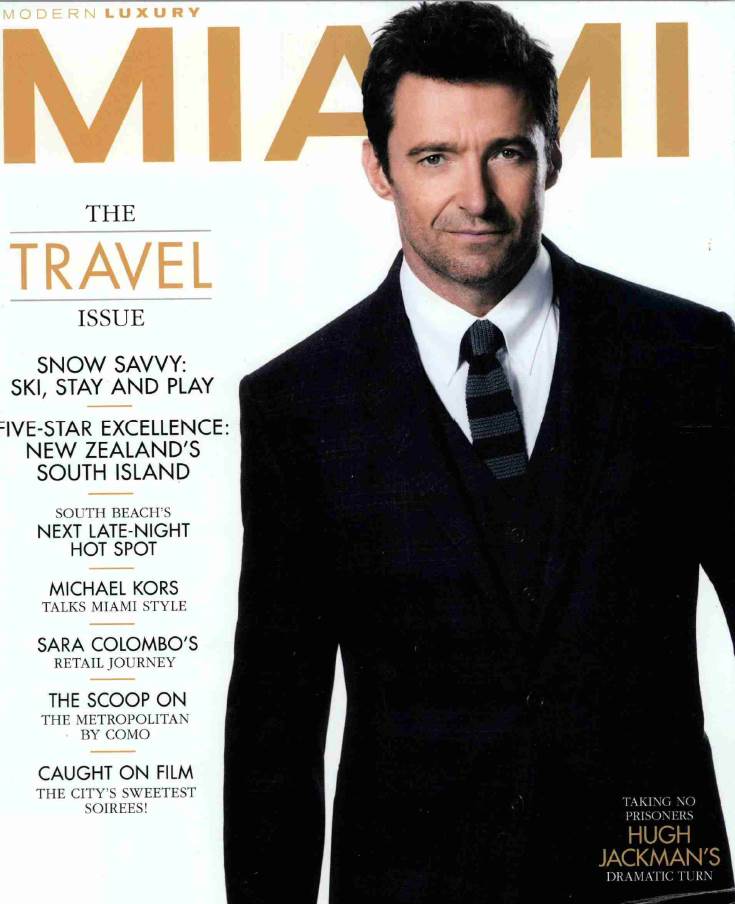 MODERN LUXURY
MIAMI
THE
TRAVEL
ISSUE
SNOW SAVVY:
SKI, STAY AND PLAY
FIVE-STAR EXCELLENCE:
NEW ZEALAND'S
SOUTH ISLAND
SOUTH BEACH'S
NEXT LATE-NIGHT
HOT SPOT
MICHAEL KORS
TALKS MIAMI STYLE
SARA COLOMBO'S
RETAIL JOURNEY
THE SCOOP ON
THE METROPOLITAN
BY COMO
CAUGHT ON FILM
THE CITY'S SWEETEST
SOIREES!
TAKING NO
PRISONERS
HUGH
JACKMAN'S
DRAMATIC TURN